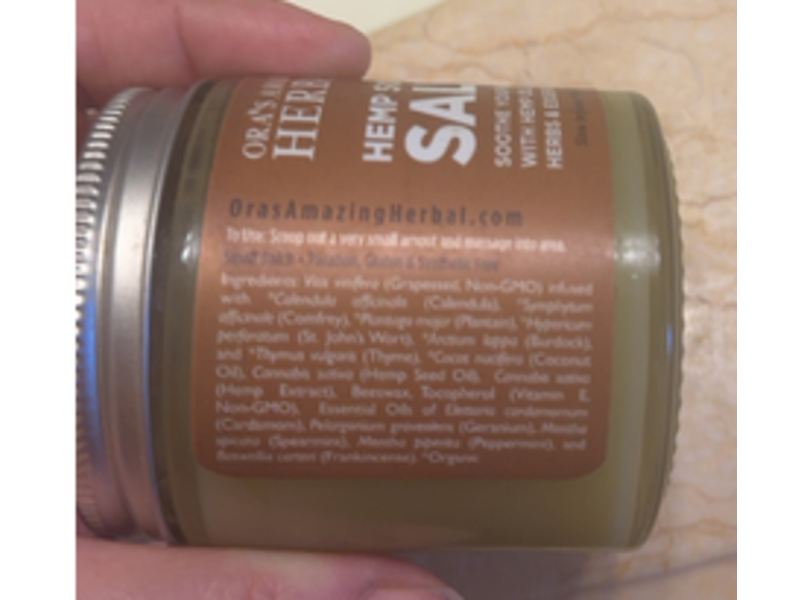 ORA'S
HERB
HEMP
SAL
SOOTHE
WITH HEMP
HERBS &
OrasAmazingHerbal.com
To Use: Scoop out a very small amount and massage into area.
Small Batch • Paraben, Gluten & Synthetic free
Ingredients: Vitis vinifera (Grapeseed, Non-GMO) infused
with *Calendula officinalis (Calendula), *Symphytum
officinale (Comfrey), *Plantago major (Plantain), *Hypericum
perforatum (St. John's Wort), *Arctium lappa (Burdock),
and *Thymus vulgaris (Thyme), *Cocos nucifera (Coconut
Oil), Cannabis sativa (Hemp Seed Oil), Cannabis sativa
(Hemp Extract), Beeswax, Tocopherol (Vitamin E,
Non-GMO), Essential Oils of Elettaria cardamomum
(Cardamom), Pelargonium graveolens (Geranium), Mentha
spicata (Spearmint), Mentha piperita (Peppermint), and
Boswellia carterii (Frankincense). *Organic